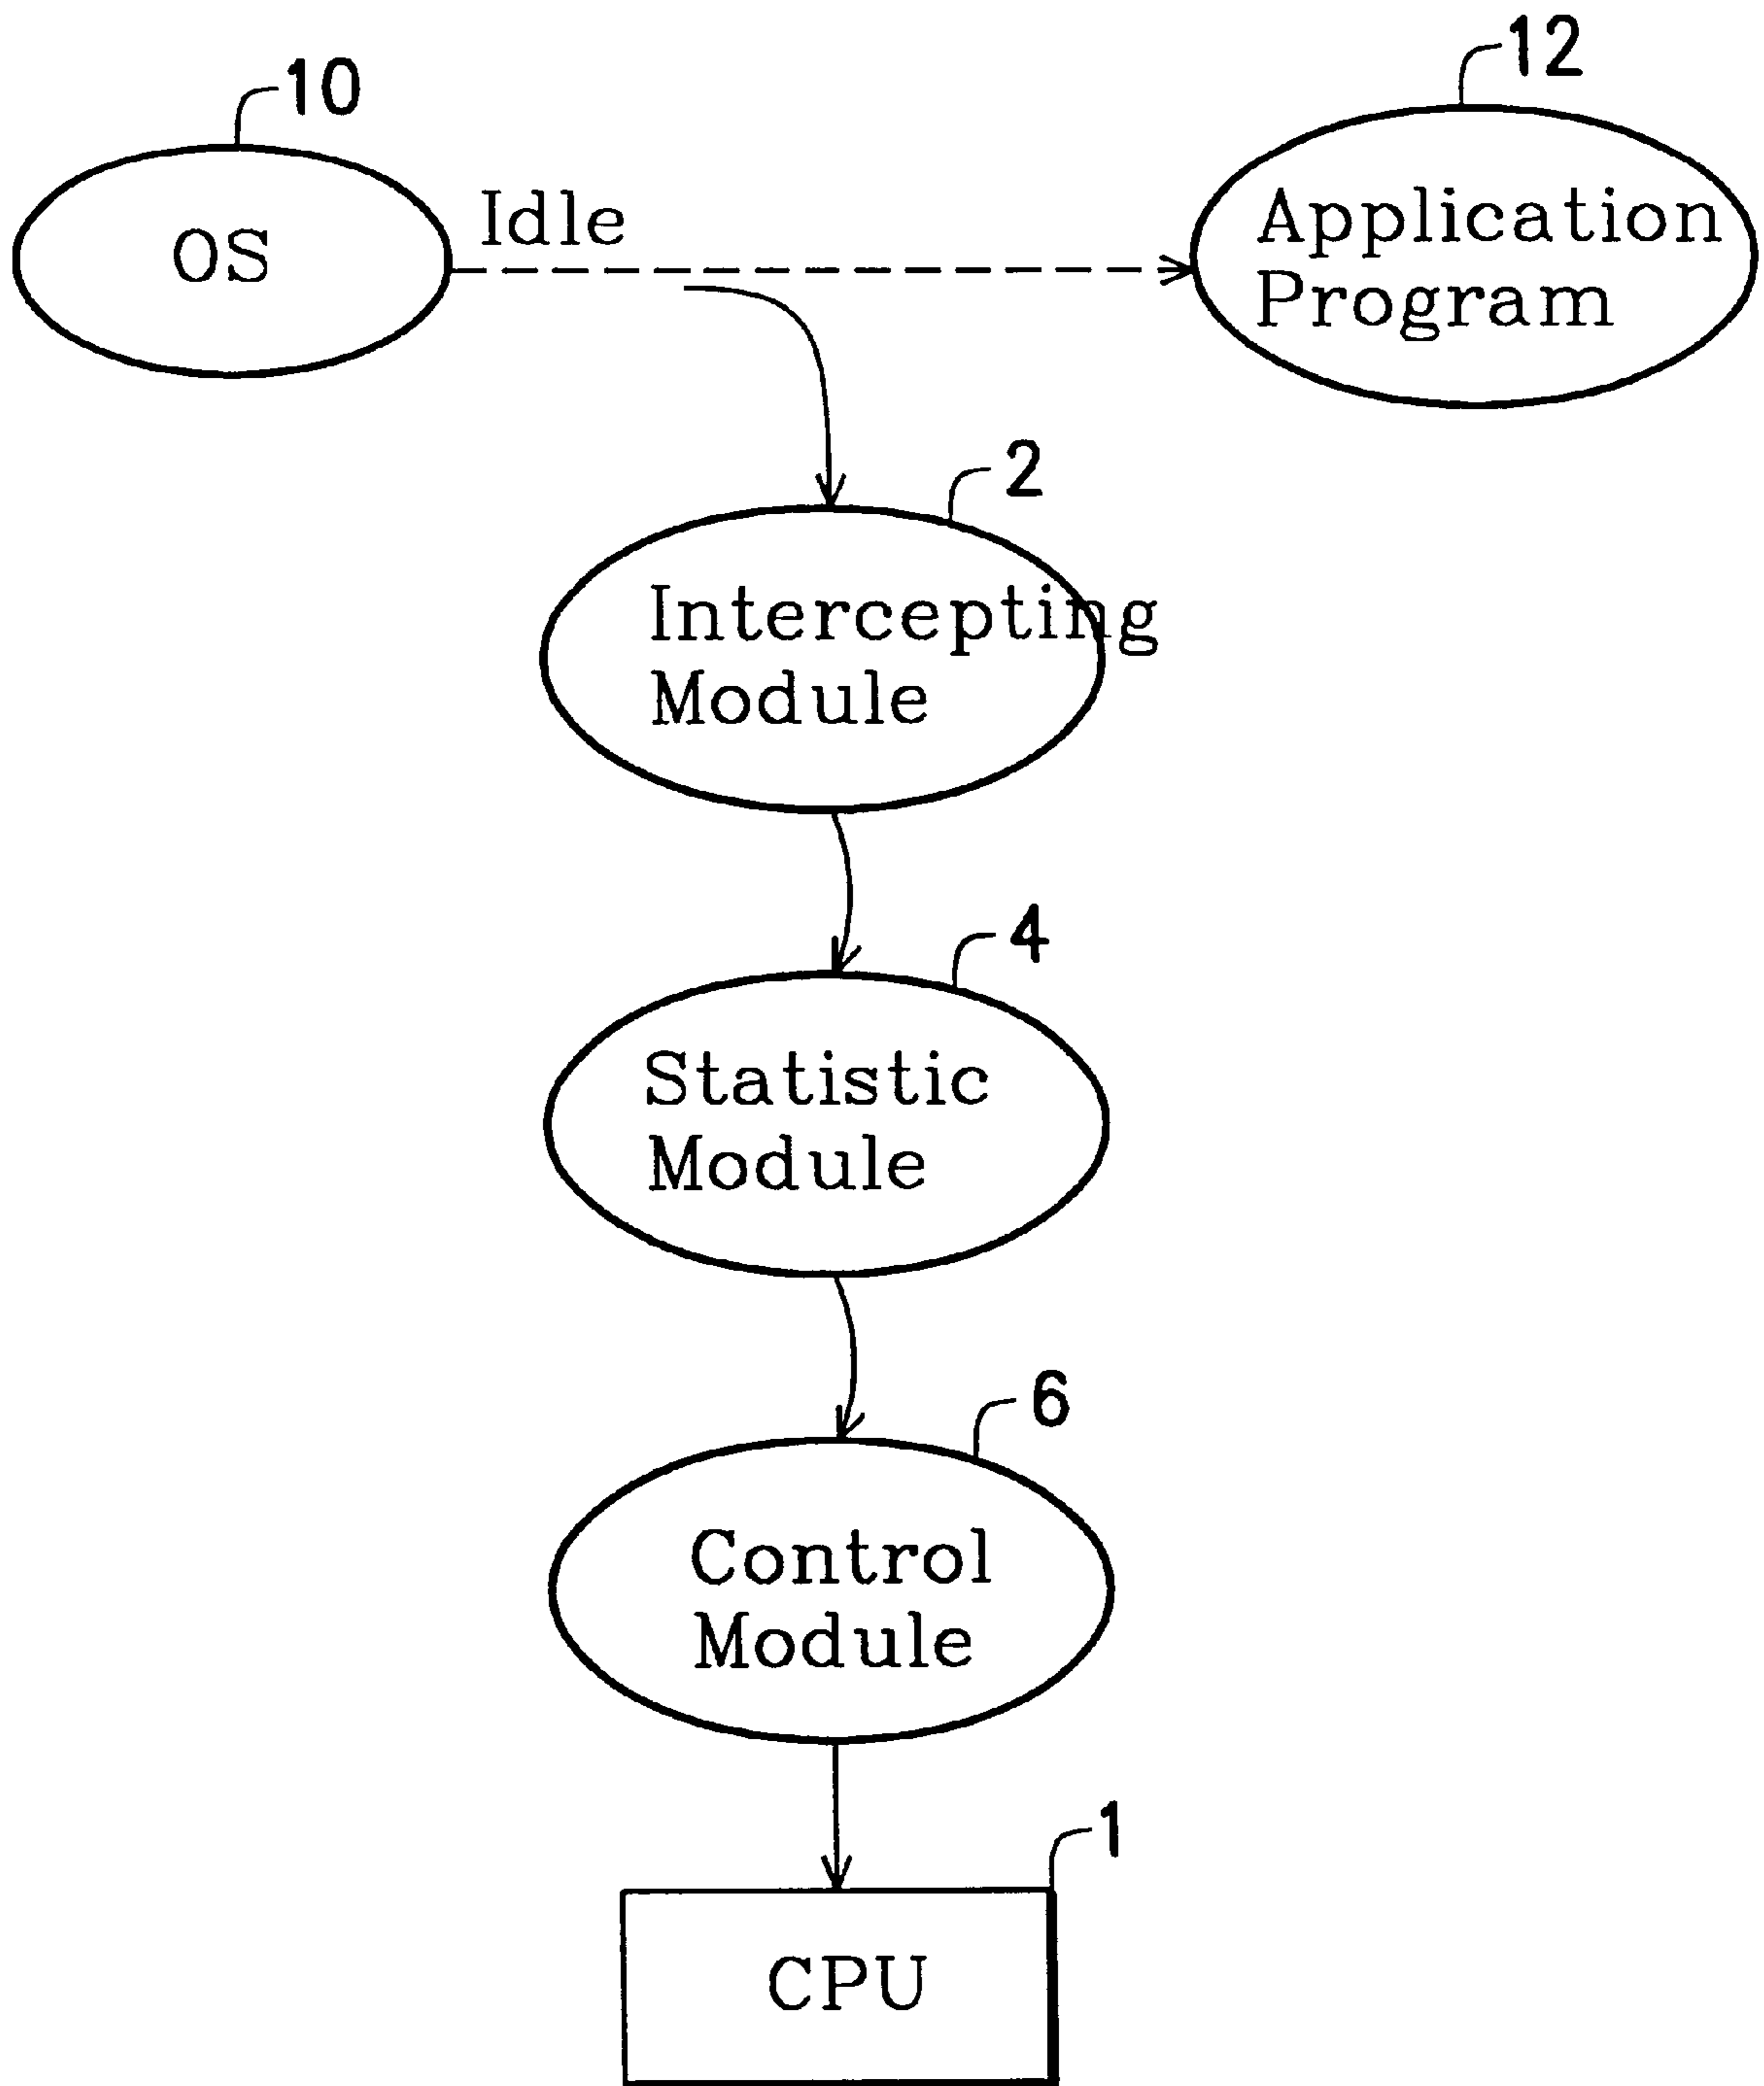 10
12
OS
Idle
Application
Program
2
Intercepting
Module
4
Statistic
Module
6
Control
Module
1
CPU